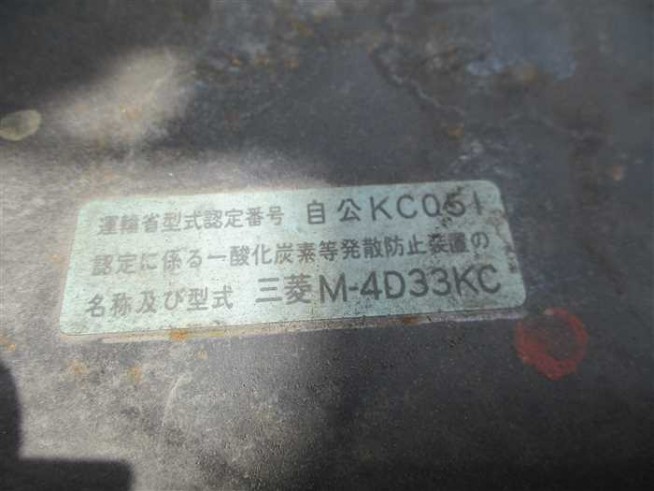 運輸省型式認定番号 自公KC051
認定に係る一酸化炭素等発散防止装置の
名称及び型式 三菱M-4D33KC